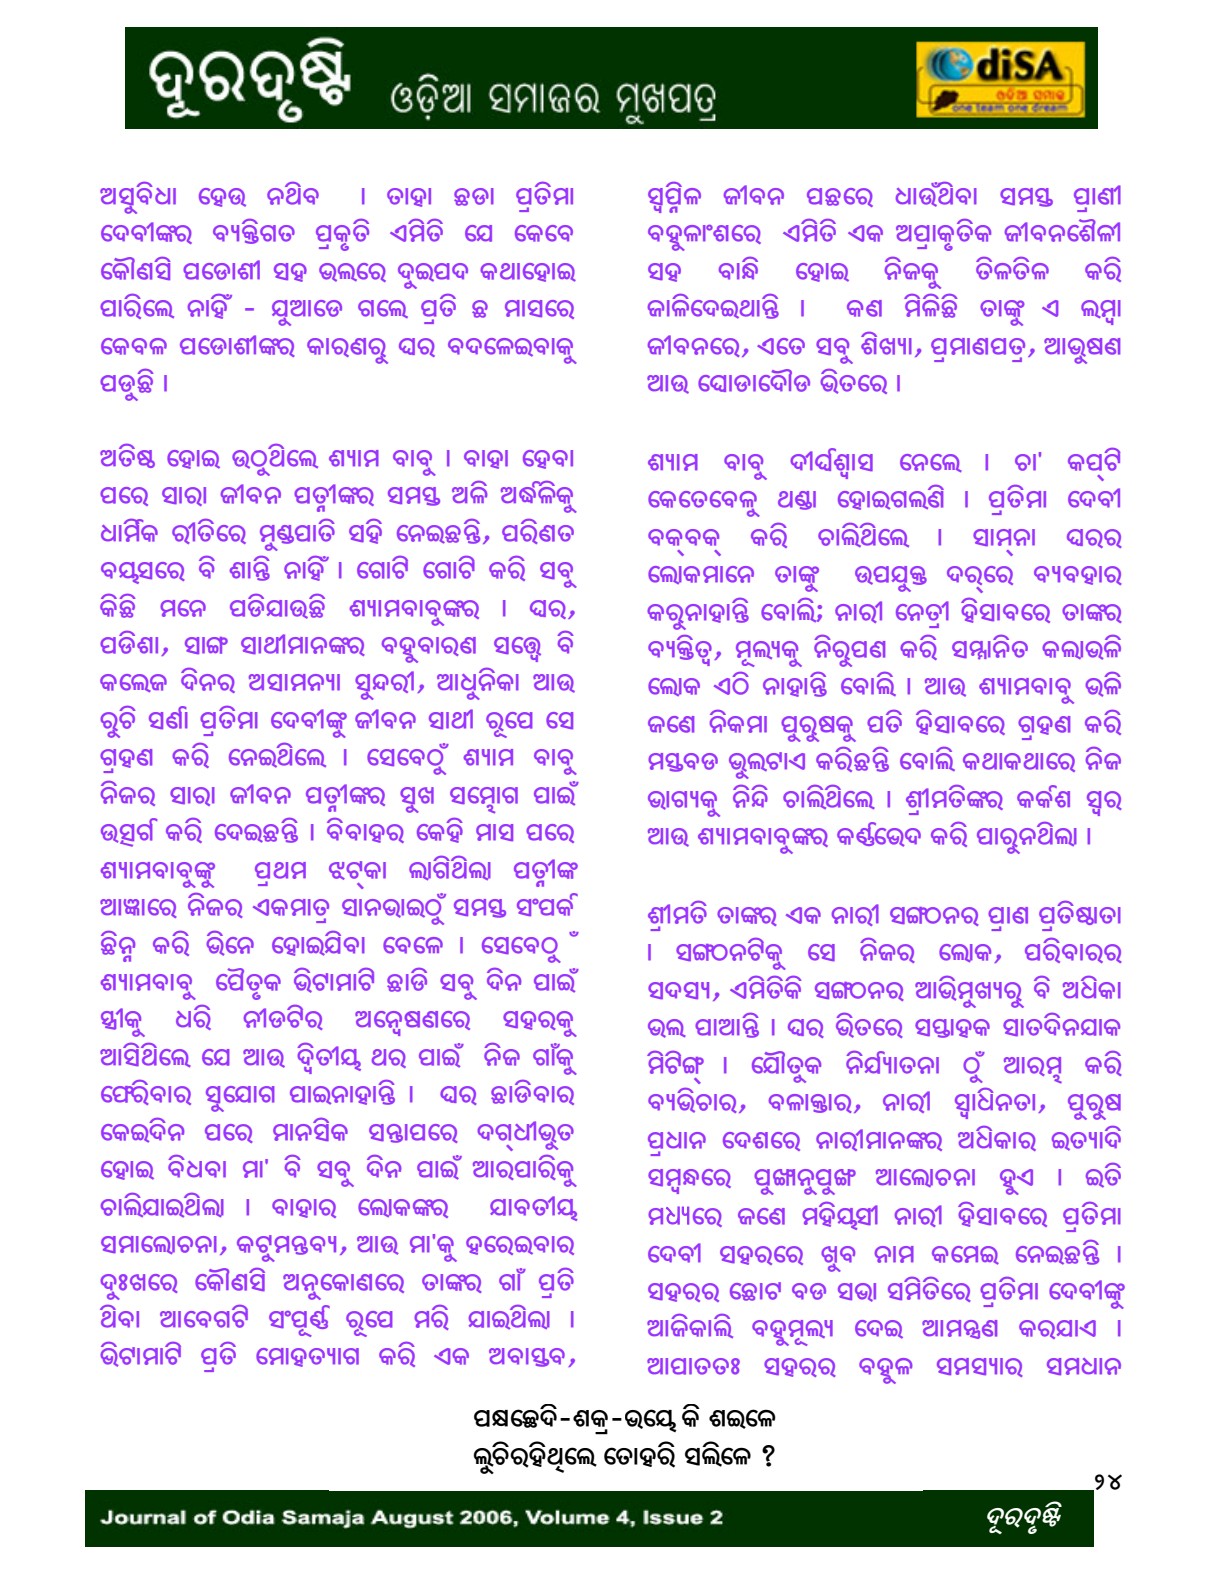 ଦୂରଦୃଷ୍ଟି
ଓଡ଼ିଆ ସମାଜର ମୁଖପତ୍ର
OdiSA
ଓଡ଼ିଆ ସମାଜ
one team one dream
ଅସୁବିଧା ହେଉ ନଥିବ । ତାହା ଛଡା ପ୍ରତିମା
ଦେବୀଙ୍କର ବ୍ୟକ୍ତିଗତ ପ୍ରକୃତି ଏମିତି ଯେ କେବେ
କୌଣସି ପଡୋଶୀ ସହ ଭଲରେ ଦୁଇପଦ କଥାହୋଇ
ପାରିଲେ ନାହିଁ - ଯୁଆଡେ ଗଲେ ପ୍ରତି ଛ ମାସରେ
କେବଳ ପଡୋଶୀଙ୍କର କାରଣରୁ ଘର ବଦଳେଇବାକୁ
ପଡୁଛି ।
ଅତିଷ୍ଠ ହୋଇ ଉଠୁଥିଲେ ଶ୍ୟାମ ବାବୁ । ବାହା ହେବା
ପରେ ସାରା ଜୀବନ ପତ୍ନୀଙ୍କର ସମସ୍ତ ଅଳି ଅର୍ଦ୍ଧଳିକୁ
ଧାର୍ମିକ ରୀତିରେ ମୁଣ୍ଡପାତି ସହି ନେଇଛନ୍ତି, ପରିଣତ
ବୟସରେ ବି ଶାନ୍ତି ନାହିଁ । ଗୋଟି ଗୋଟି କରି ସବୁ
କିଛି ମନେ ପଡିଯାଉଛି ଶ୍ୟାମବାବୁଙ୍କର । ଘର,
ପଡିଶା, ସାଙ୍ଗ ସାଥୀମାନଙ୍କର ବହୁବାରଣ ସତ୍ତ୍ୱେ ବି
କଲେଜ ଦିନର ଅସାମନ୍ୟା ସୁନ୍ଦରୀ, ଆଧୁନିକା ଆଉ
ରୁଚି ସର୍ଣା ପ୍ରତିମା ଦେବୀଙ୍କୁ ଜୀବନ ସାଥୀ ରୂପେ ସେ
ଗ୍ରହଣ କରି ନେଇଥିଲେ । ସେବେଠୁଁ ଶ୍ୟାମ ବାବୁ
ନିଜର ସାରା ଜୀବନ ପତ୍ନୀଙ୍କର ସୁଖ ସମ୍ଭୋଗ ପାଇଁ
ଉତ୍ସର୍ଗ କରି ଦେଇଛନ୍ତି । ବିବାହର କେହି ମାସ ପରେ
ଶ୍ୟାମବାବୁଙ୍କୁ ପ୍ରଥମ ଝଟ୍‌କା ଲାଗିଥିଲା ପତ୍ନୀଙ୍କ
ଆଜ୍ଞାରେ ନିଜର ଏକମାତ୍ର ସାନଭାଇଠୁଁ ସମସ୍ତ ସଂପର୍କ
ଛିନ୍ନ କରି ଭିନେ ହୋଇଯିବା ବେଳେ । ସେବେଠୁଁ
ଶ୍ୟାମବାବୁ ପୈତୃକ ଭିଟାମାଟି ଛାଡି ସବୁ ଦିନ ପାଇଁ
ସ୍ତ୍ରୀକୁ ଧରି ନୀଡଟିର ଅନ୍ୱେଷଣରେ ସହରକୁ
ଆସିଥିଲେ ଯେ ଆଉ ଦ୍ୱିତୀୟ ଥର ପାଇଁ ନିଜ ଗାଁକୁ
ଫେରିବାର ସୁଯୋଗ ପାଇନାହାନ୍ତି । ଘର ଛାଡିବାର
କେଇଦିନ ପରେ ମାନସିକ ସନ୍ତାପରେ ଦଗ୍‌ଧୀଭୁତ
ହୋଇ ବିଧବା ମା' ବି ସବୁ ଦିନ ପାଇଁ ଆରପାରିକୁ
ଚାଲିଯାଇଥିଲା । ବାହାର ଲୋକଙ୍କର ଯାବତୀୟ
ସମାଲୋଚନା, କଟୁମନ୍ତବ୍ୟ, ଆଉ ମା'କୁ ହରେଇବାର
ଦୁଃଖରେ କୌଣସି ଅନୁକୋଣରେ ତାଙ୍କର ଗାଁ ପ୍ରତି
ଥିବା ଆବେଗଟି ସଂପୂର୍ଣ୍ଣ ରୂପେ ମରି ଯାଇଥିଲା ।
ଭିଟାମାଟି ପ୍ରତି ମୋହତ୍ୟାଗ କରି ଏକ ଅବାସ୍ତବ,
ସ୍ୱପ୍ନିଳ ଜୀବନ ପଛରେ ଧାଉଁଥିବା ସମସ୍ତ ପ୍ରାଣୀ
ବହୁଳାଂଶରେ ଏମିତି ଏକ ଅପ୍ରାକୃତିକ ଜୀବନଶୈଳୀ
ସହ ବାନ୍ଧି ହୋଇ ନିଜକୁ ତିଳତିଳ କରି
ଜାଳିଦେଇଥାନ୍ତି । କଣ ମିଳିଛି ତାଙ୍କୁ ଏ ଲମ୍ବା
ଜୀବନରେ, ଏତେ ସବୁ ଶିଖ୍ୟା, ପ୍ରମାଣପତ୍ର, ଆଭୁଷଣ
ଆଉ ଘୋଡାଦୌଡ ଭିତରେ ।
ଶ୍ୟାମ ବାବୁ ଦୀର୍ଘଶ୍ୱାସ ନେଲେ । ଚା' କପ୍‌ଟି
କେତେବେଳୁ ଥଣ୍ଡା ହୋଇଗଲଣି । ପ୍ରତିମା ଦେବୀ
ବକ୍‌ବକ୍ କରି ଚାଲିଥିଲେ । ସାମ୍‌ନା ଘରର
ଲୋକମାନେ ତାଙ୍କୁ ଉପଯୁକ୍ତ ଦର୍‌ରେ ବ୍ୟବହାର
କରୁନାହାନ୍ତି ବୋଲି; ନାରୀ ନେତ୍ରୀ ହିସାବରେ ତାଙ୍କର
ବ୍ୟକ୍ତିତ୍ୱ, ମୂଲ୍ୟକୁ ନିରୁପଣ କରି ସମ୍ମାନିତ କଲାଭଳି
ଲୋକ ଏଠି ନାହାନ୍ତି ବୋଲି । ଆଉ ଶ୍ୟାମବାବୁ ଭଳି
ଜଣେ ନିକମା ପୁରୁଷକୁ ପତି ହିସାବରେ ଗ୍ରହଣ କରି
ମସ୍ତବଡ ଭୁଲଟାଏ କରିଛନ୍ତି ବୋଲି କଥାକଥାରେ ନିଜ
ଭାଗ୍ୟକୁ ନିନ୍ଦି ଚାଲିଥିଲେ । ଶ୍ରୀମତିଙ୍କର କର୍କଶ ସ୍ୱର
ଆଉ ଶ୍ୟାମବାବୁଙ୍କର କର୍ଣ୍ଣଭେଦ କରି ପାରୁନଥିଲା ।
ଶ୍ରୀମତି ତାଙ୍କର ଏକ ନାରୀ ସଙ୍ଗଠନର ପ୍ରାଣ ପ୍ରତିଷ୍ଠାତା
। ସଙ୍ଗଠନଟିକୁ ସେ ନିଜର ଲୋକ, ପରିବାରର
ସଦସ୍ୟ, ଏମିତିକି ସଙ୍ଗଠନର ଆଭିମୁଖ୍ୟରୁ ବି ଅଧିକା
ଭଲ ପାଆନ୍ତି । ଘର ଭିତରେ ସପ୍ତାହକ ସାତଦିନଯାକ
ମିଟିଙ୍ଗ୍ । ଯୌତୁକ ନିର୍ଯ୍ୟାତନା ଠୁଁ ଆରମ୍ଭ କରି
ବ୍ୟଭିଚାର, ବଳାକ୍ତାର, ନାରୀ ସ୍ୱାଧିନତା, ପୁରୁଷ
ପ୍ରଧାନ ଦେଶରେ ନାରୀମାନଙ୍କର ଅଧିକାର ଇତ୍ୟାଦି
ସମ୍ବନ୍ଧରେ ପୁଙ୍ଖାନୁପୁଙ୍ଖ ଆଲୋଚନା ହୁଏ । ଇତି
ମଧ୍ୟରେ ଜଣେ ମହିୟସୀ ନାରୀ ହିସାବରେ ପ୍ରତିମା
ଦେବୀ ସହରରେ ଖୁବ ନାମ କମେଇ ନେଇଛନ୍ତି ।
ସହରର ଛୋଟ ବଡ ସଭା ସମିତିରେ ପ୍ରତିମା ଦେବୀଙ୍କୁ
ଆଜିକାଲି ବହୁମୂଲ୍ୟ ଦେଇ ଆମନ୍ତ୍ରଣ କରଯାଏ ।
ଆପାତତଃ ସହରର ବହୁଳ ସମସ୍ୟାର ସମଧାନ
ପକ୍ଷଚ୍ଛେଦି-ଶକ୍ର-ଭୟେ କି ଶଇଳେ
ଲୁଚିରହିଥିଲେ ତୋହରି ସଲିଳେ ?
୨୪
Journal of Odia Samaja August 2006, Volume 4, Issue 2
ଦୂରଦୃଷ୍ଟି